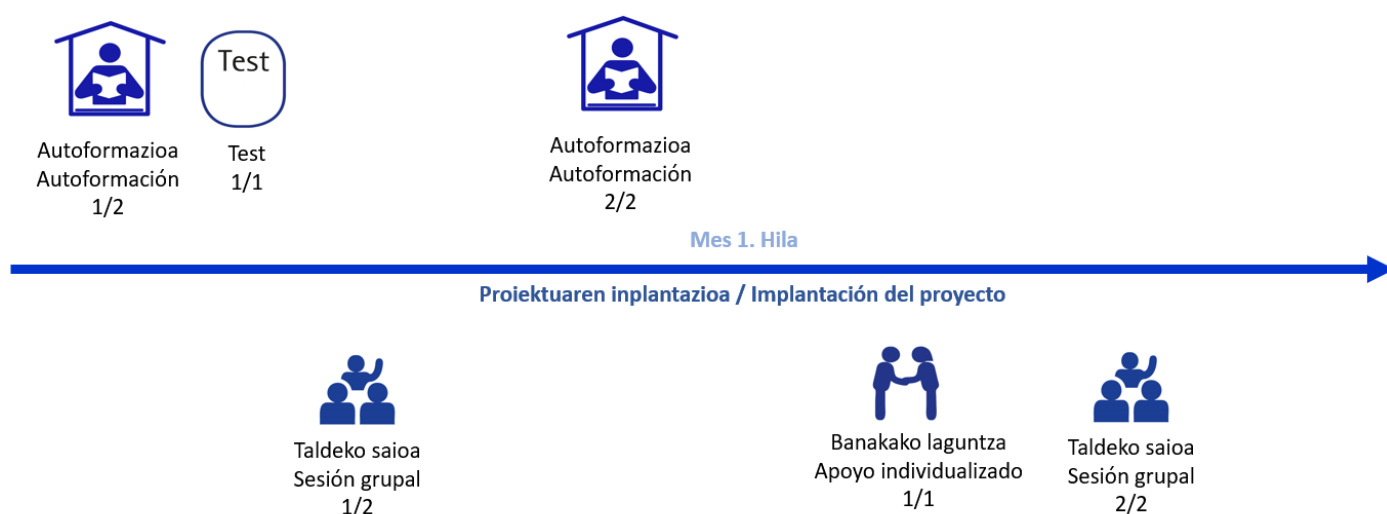 Test
Autoformazioa
Autoformación
1/2
Test
1/1
Autoformazioa
Autoformación
2/2
Mes 1. Hila
Proiektuaren inplantazioa / Implantación del proyecto
Taldeko saioa
Sesión grupal
1/2
Banakako laguntza
Apoyo individualizado
1/1
Taldeko saioa
Sesión grupal
2/2